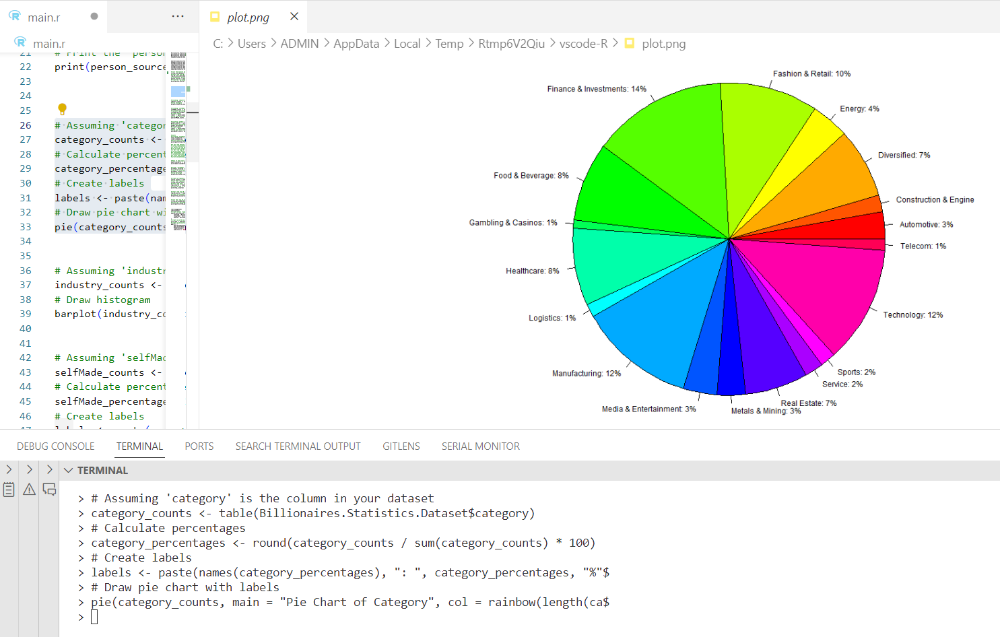 main.r
plot.png
main.r
C: Users ADMIN AppData Local Temp Rtmp6V2Qiu vscode-R plot.png
21 # Print the 'person
22 print(person_source
23
24
25
26 # Assuming 'categor
27 category_counts <-
28 # Calculate percent
29 category_percentage
30 # Create labels
31 labels <- paste(nam
32 # Draw pie chart wi
33 pie(category_counts
34
35
36 # Assuming 'industr
37 industry_counts <-
38 # Draw histogram
39 barplot(industry_co
40
41
42 # Assuming 'selfMad
43 selfMade_counts <-
44 # Calculate percent
45 selfMade_percentage
46 # Create labels
Fashion & Retail: 10%
Finance & Investments: 14%
Energy: 4%
Diversified: 7%
Food & Beverage: 8%
Construction & Engine
Gambling & Casinos: 1%
Automotive: 3%
Telecom: 1%
Healthcare: 8%
Technology: 12%
Logistics: 1%
Manufacturing: 12%
Sports: 2%
Service: 2%
Real Estate: 7%
Media & Entertainment: 3%
Metals & Mining: 3%
DEBUG CONSOLE TERMINAL PORTS SEARCH TERMINAL OUTPUT GITLENS SERIAL MONITOR
TERMINAL
> # Assuming 'category' is the column in your dataset
> category_counts <- table(Billionaires.Statistics.Dataset$category)
> # Calculate percentages
> category_percentages <- round(category_counts / sum(category_counts) * 100)
> # Create labels
> labels <- paste(names(category_percentages), ": ", category_percentages, "%"$
> # Draw pie chart with labels
> pie(category_counts, main = "Pie Chart of Category", col = rainbow(length(ca$
>